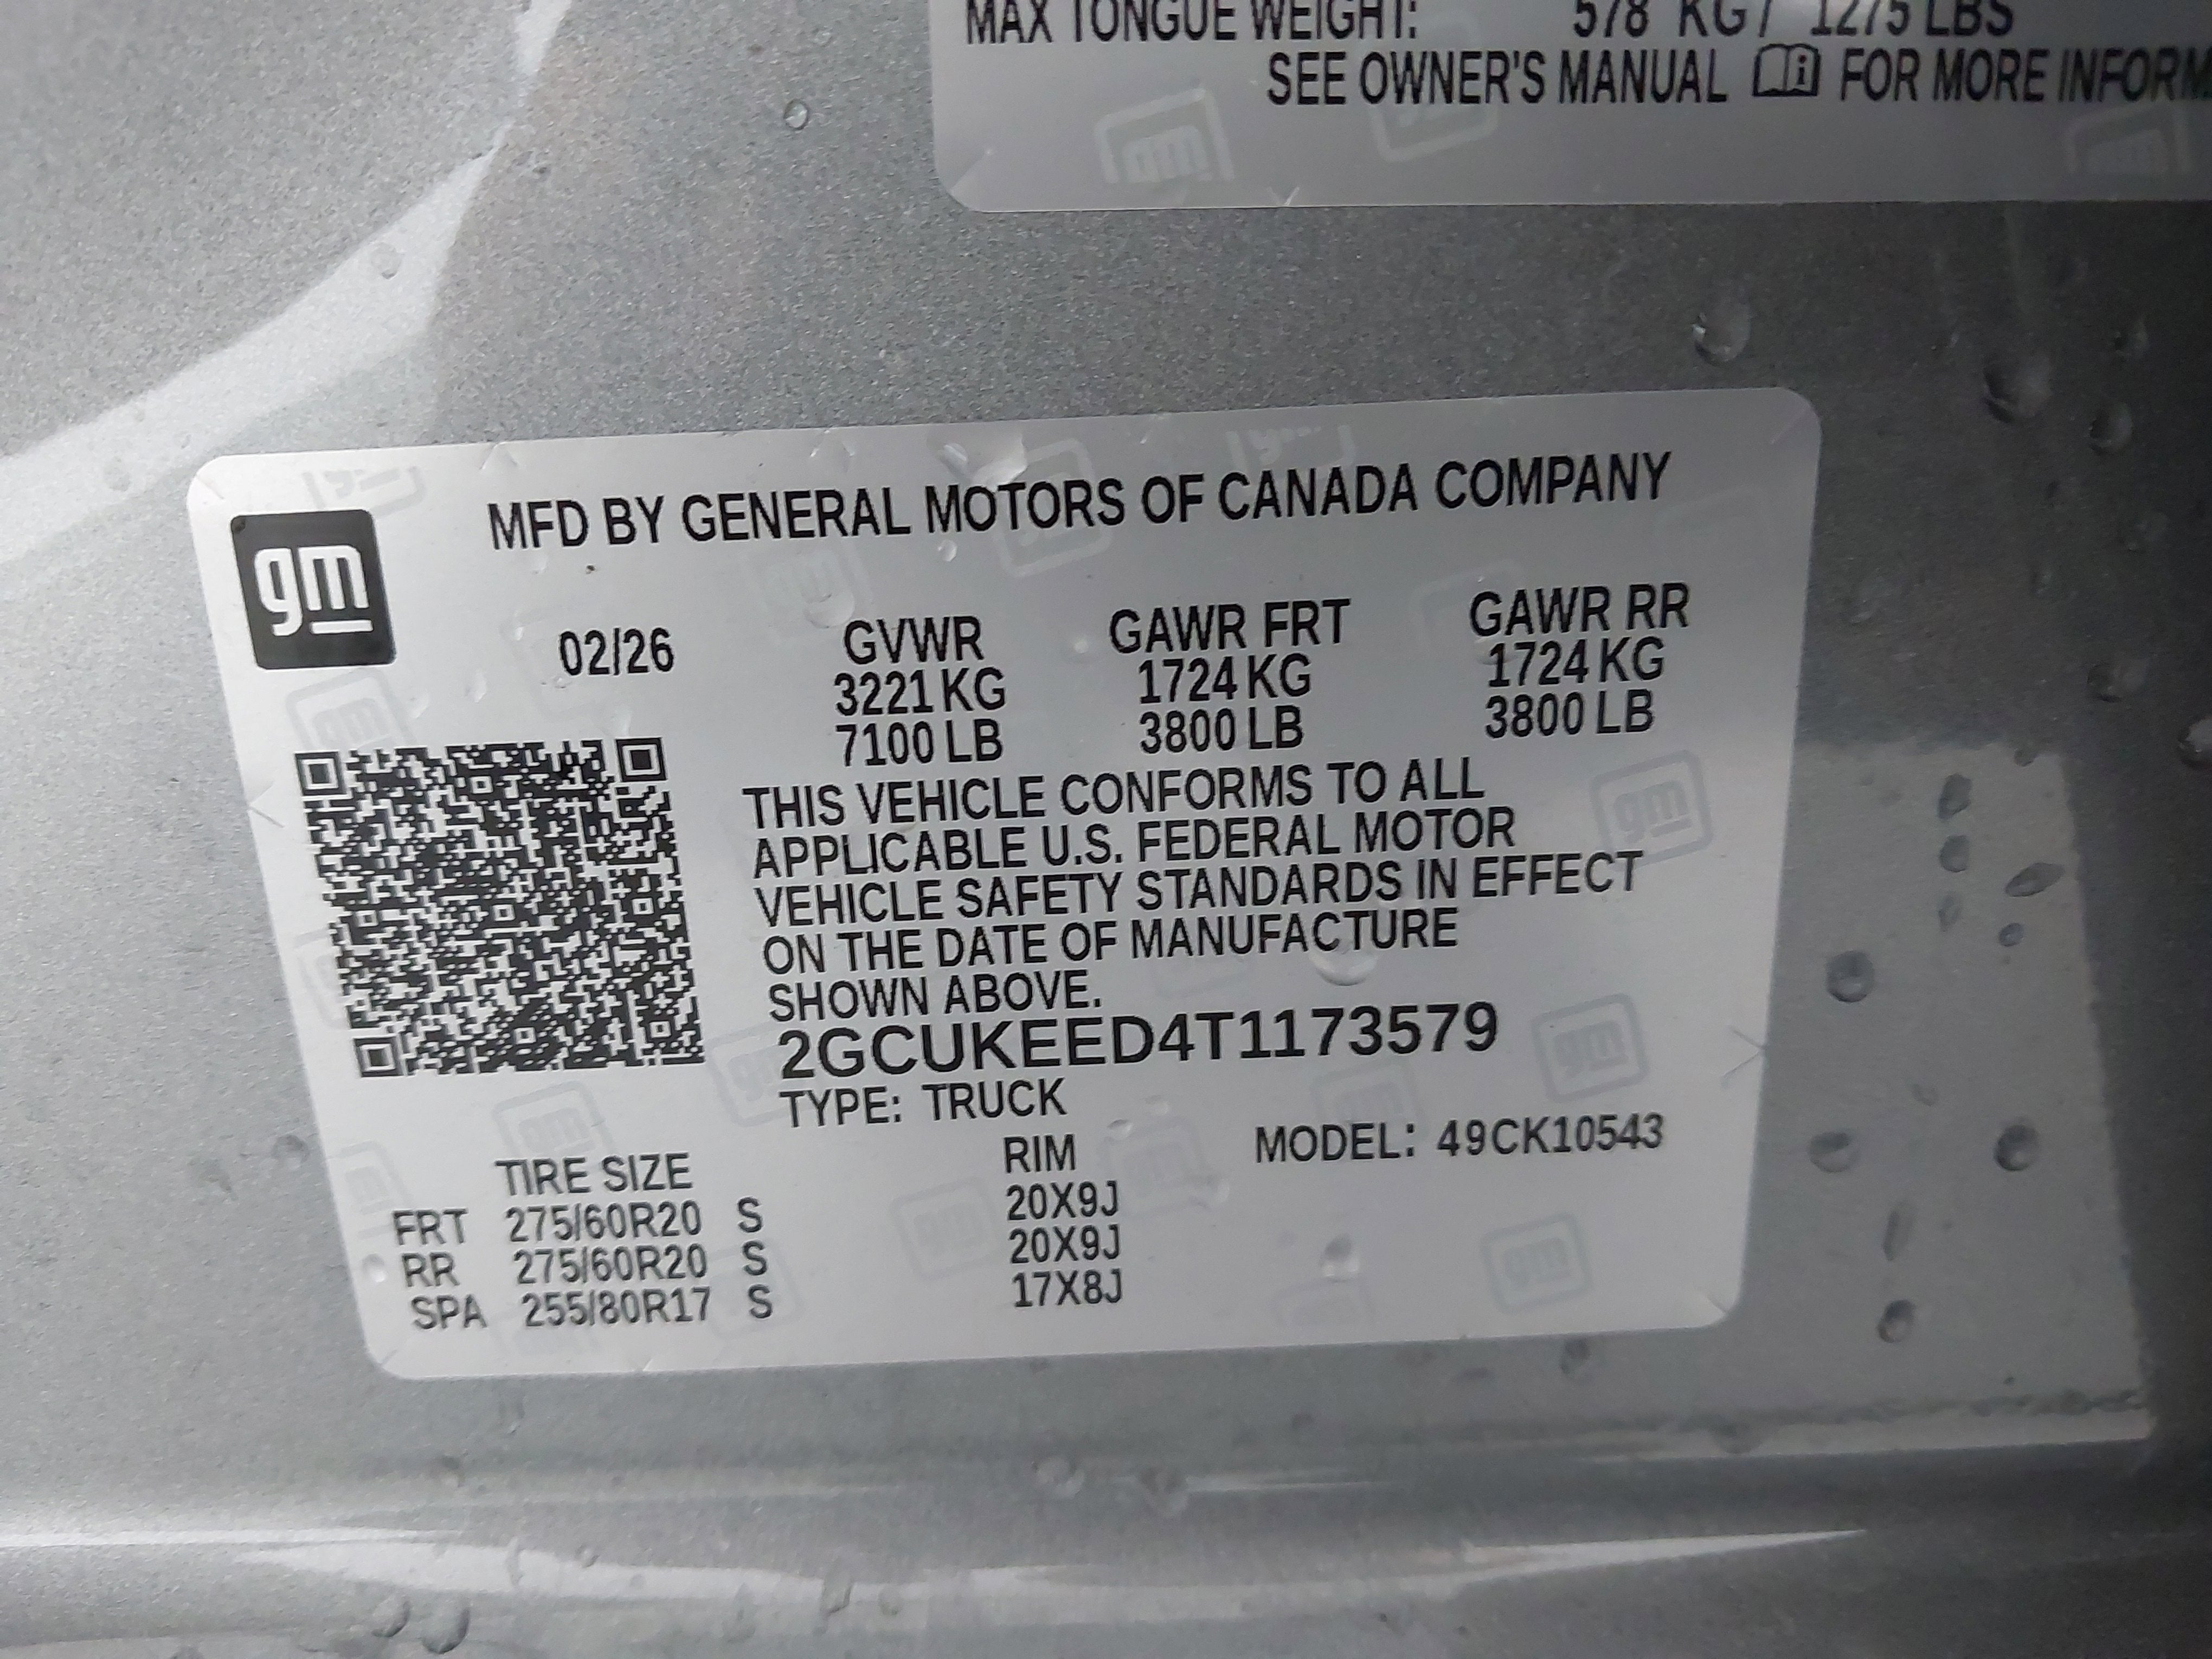 MAX TONGUE WEIGHT: 578 KG / 1275 LBS
SEE OWNER'S MANUAL FOR MORE INFORM
gm
MFD BY GENERAL MOTORS OF CANADA COMPANY
02/26 GVWR GAWR FRT GAWR RR
3221 KG 1724 KG 1724 KG
7100 LB 3800 LB 3800 LB
THIS VEHICLE CONFORMS TO ALL
APPLICABLE U.S. FEDERAL MOTOR
VEHICLE SAFETY STANDARDS IN EFFECT
ON THE DATE OF MANUFACTURE
SHOWN ABOVE.
2GCUKEED4T1173579
TYPE: TRUCK
TIRE SIZE RIM MODEL: 49CK10543
FRT 275/60R20 S 20X9J
RR 275/60R20 S 20X9J
SPA 255/80R17 S 17X8J